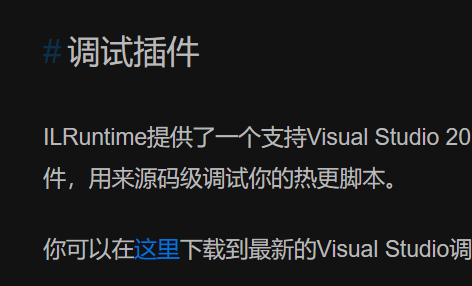 # 调试插件
ILRuntime提供了一个支持Visual Studio 20
件，用来源码级调试你的热更脚本。
你可以在这里下载到最新的Visual Studio调